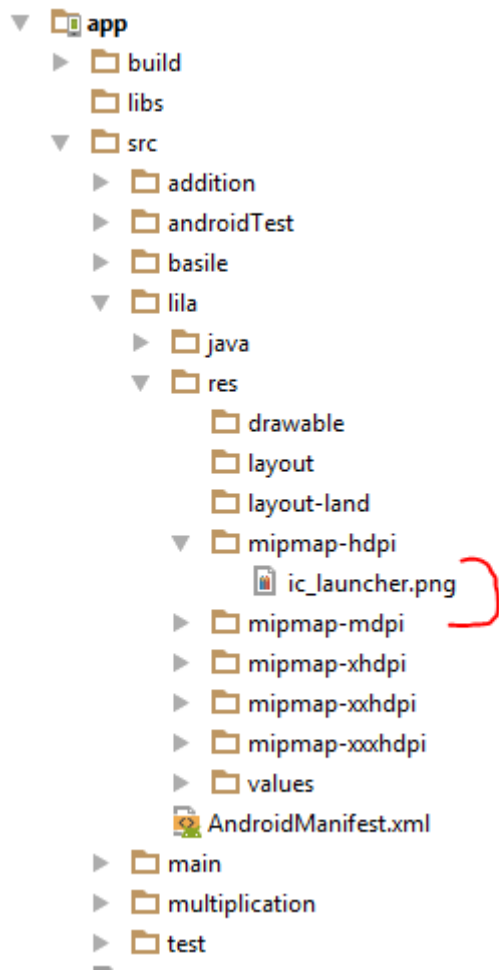 app
build
libs
src
addition
androidTest
basile
lila
java
res
drawable
layout
layout-land
mipmap-hdpi
ic_launcher.png
mipmap-mdpi
mipmap-xhdpi
mipmap-xxhdpi
mipmap-xxxhdpi
values
AndroidManifest.xml
main
multiplication
test